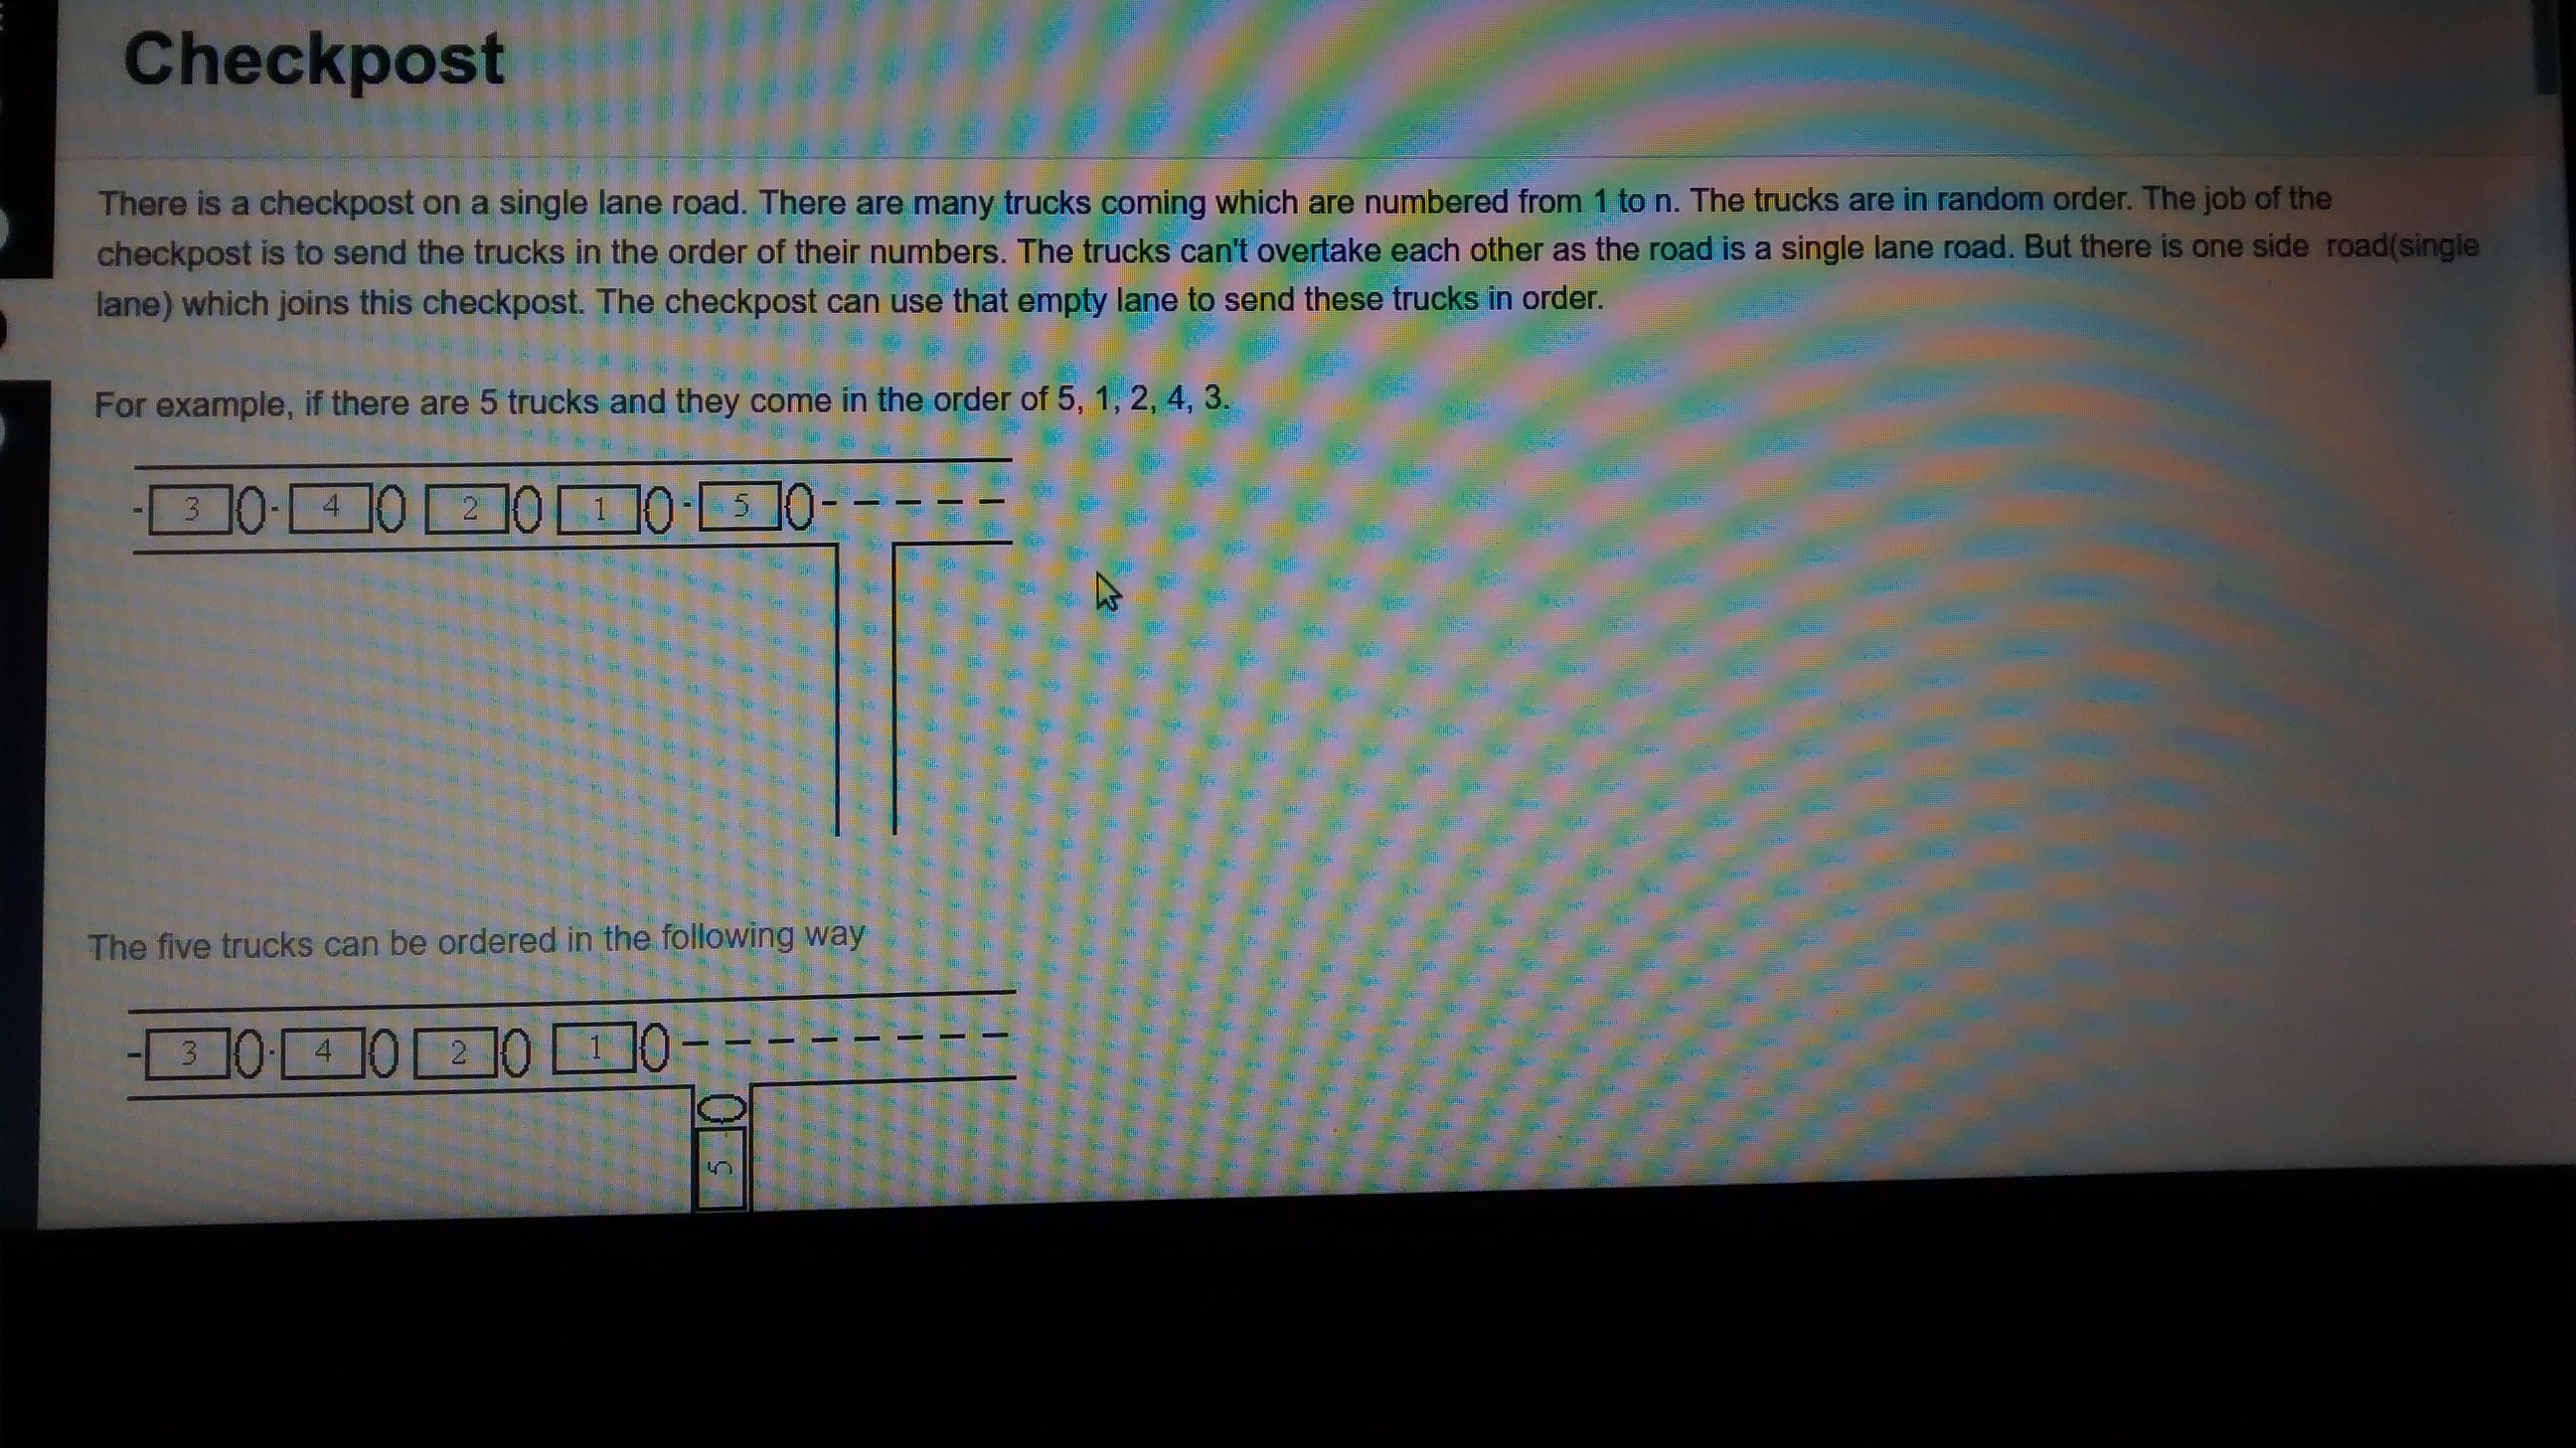 Checkpost
There is a checkpost on a single lane road. There are many trucks coming which are numbered from 1 to n. The trucks are in random order. The job of the
checkpost is to send the trucks in the order of their numbers. The trucks can't overtake each other as the road is a single lane road. But there is one side road(single
lane) which joins this checkpost. The checkpost can use that empty lane to send these trucks in order.
For example, if there are 5 trucks and they come in the order of 5, 1, 2, 4, 3.
3 4 2 1 5
The five trucks can be ordered in the following way
3 4 2 1
5